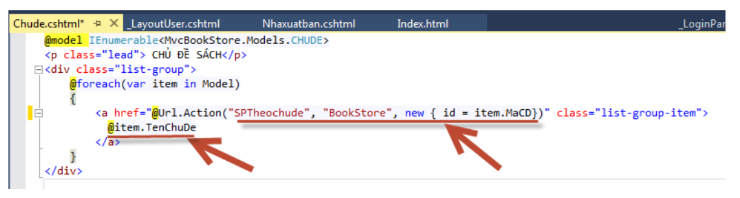 Chude.cshtml* _LayoutUser.cshtml Nhaxuatban.cshtml Index.html _LoginPar
@model IEnumerable<MvcBookStore.Models.CHUDE>
<p class="lead"> CHỦ ĐỀ SÁCH</p>
<div class="list-group">
@foreach(var item in Model)
{
<a href="@Url.Action("SPTheochude", "BookStore", new { id = item.MaCD})" class="list-group-item">
@item.TenChuDe
</a>
}
</div>